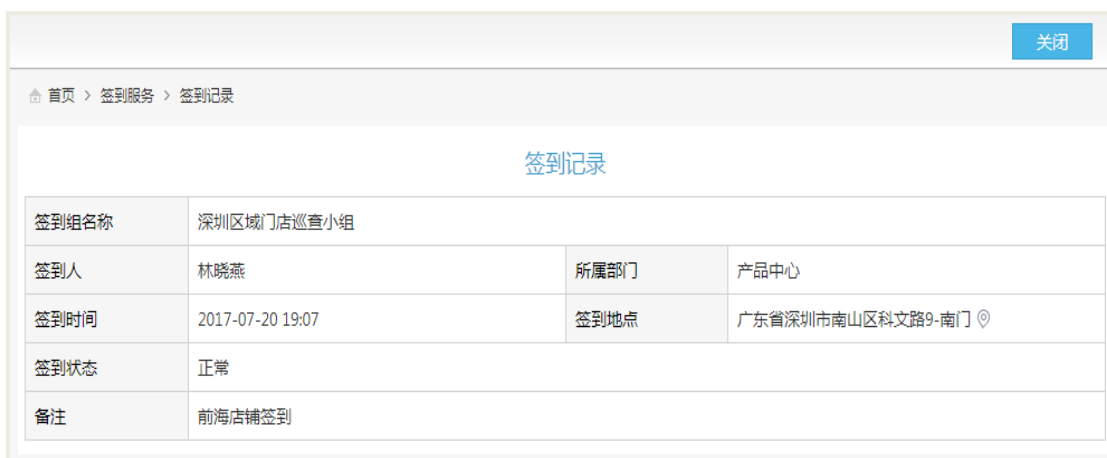 关闭
首页 > 签到服务 > 签到记录
签到记录
签到组名称 深圳区域门店巡查小组
签到人 林晓燕 所属部门 产品中心
签到时间 2017-07-20 19:07 签到地点 广东省深圳市南山区科文路9-南门
签到状态 正常
备注 前海店铺签到